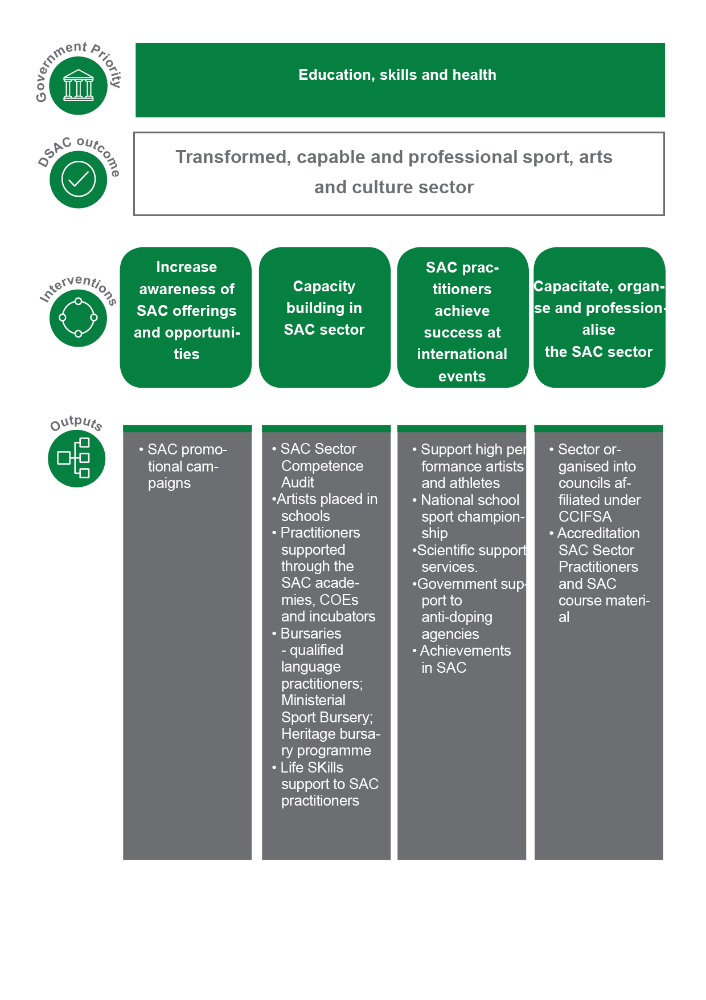 Government Priority
Education, skills and health
DSAC outcome
Transformed, capable and professional sport, arts
and culture sector
Interventions
Increase
awareness of
SAC offerings
and opportuni-
ties
Capacity
building in
SAC sector
SAC prac-
titioners
achieve
success at
international
events
Capacitate, organ-
se and profession-
alise
the SAC sector
Outputs
• SAC promo-
tional cam-
paigns
• SAC Sector
Competence
Audit
•Artists placed in
schools
• Practitioners
supported
through the
SAC acade-
mies, COEs
and incubators
• Bursaries
- qualified
language
practitioners;
Ministerial
Sport Bursery;
Heritage bursa-
ry programme
• Life SKills
support to SAC
practitioners
• Support high per
formance artists
and athletes
• National school
sport champion-
ship
•Scientific support
services.
•Government sup-
port to
anti-doping
agencies
• Achievements
in SAC
• Sector or-
ganised into
councils af-
filiated under
CCIFSA
• Accreditation
SAC Sector
Practitioners
and SAC
course materi-
al